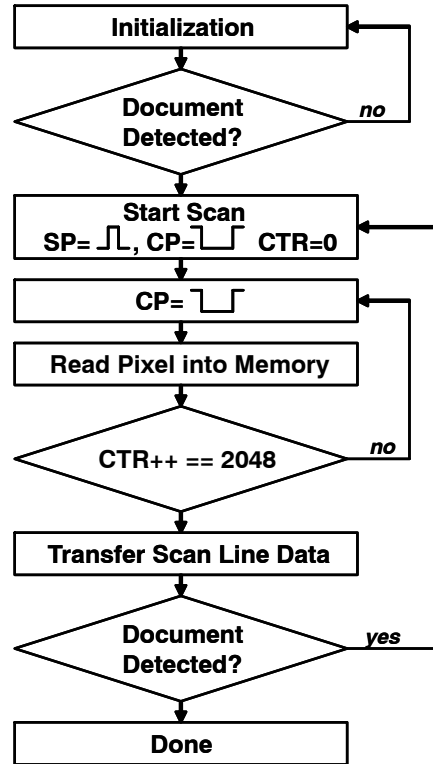 Initialization
Document
Detected?
no
Start Scan
SP= , CP= CTR=0
CP=
Read Pixel into Memory
CTR++ == 2048
no
Transfer Scan Line Data
Document
Detected?
yes
Done